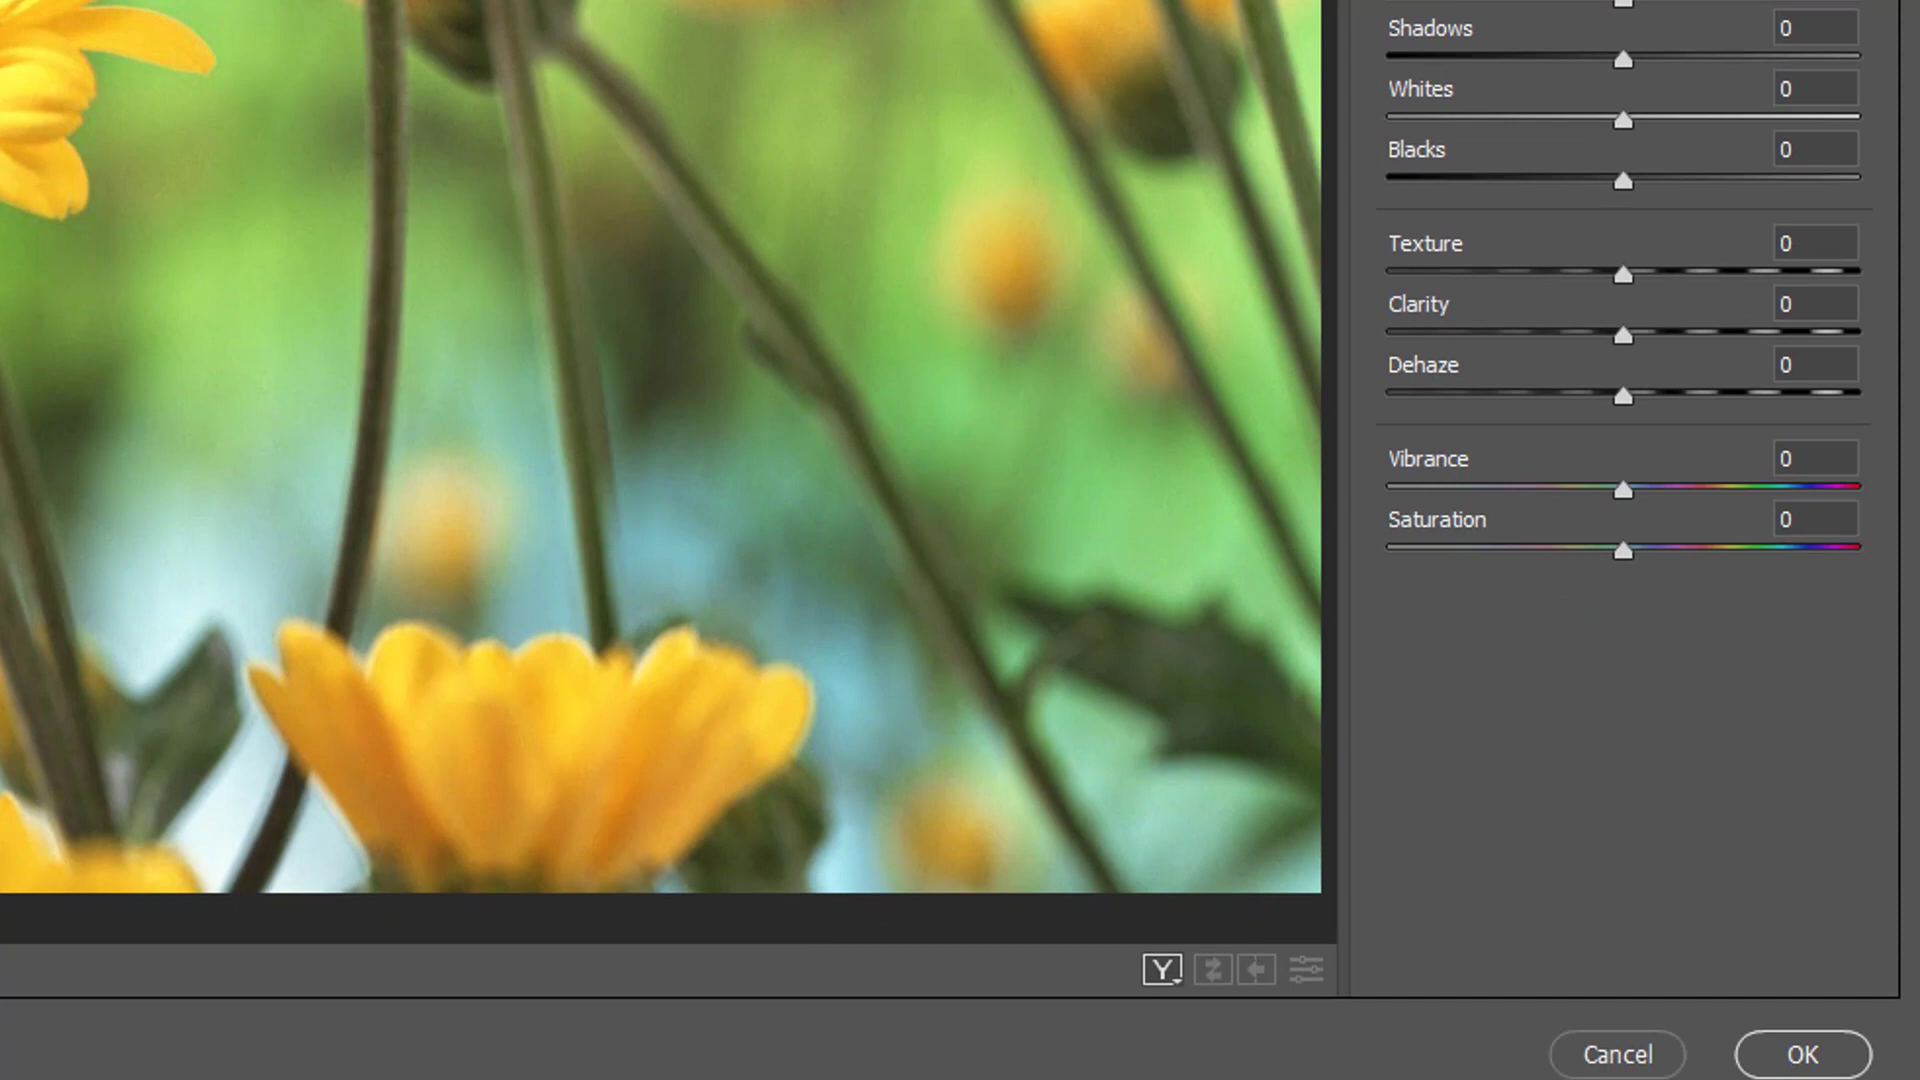 Shadows 0
Whites 0
Blacks 0
Texture 0
Clarity 0
Dehaze 0
Vibrance 0
Saturation 0
Y
Cancel OK